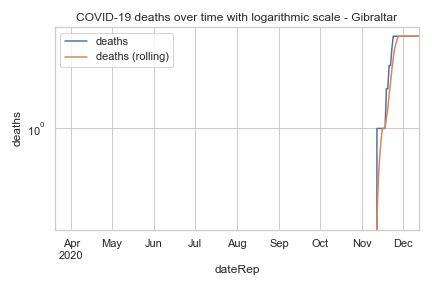 COVID-19 deaths over time with logarithmic scale - Gibraltar
deaths
deaths (rolling)
deaths
10⁰
Apr May Jun Jul Aug Sep Oct Nov Dec
2020
dateRep